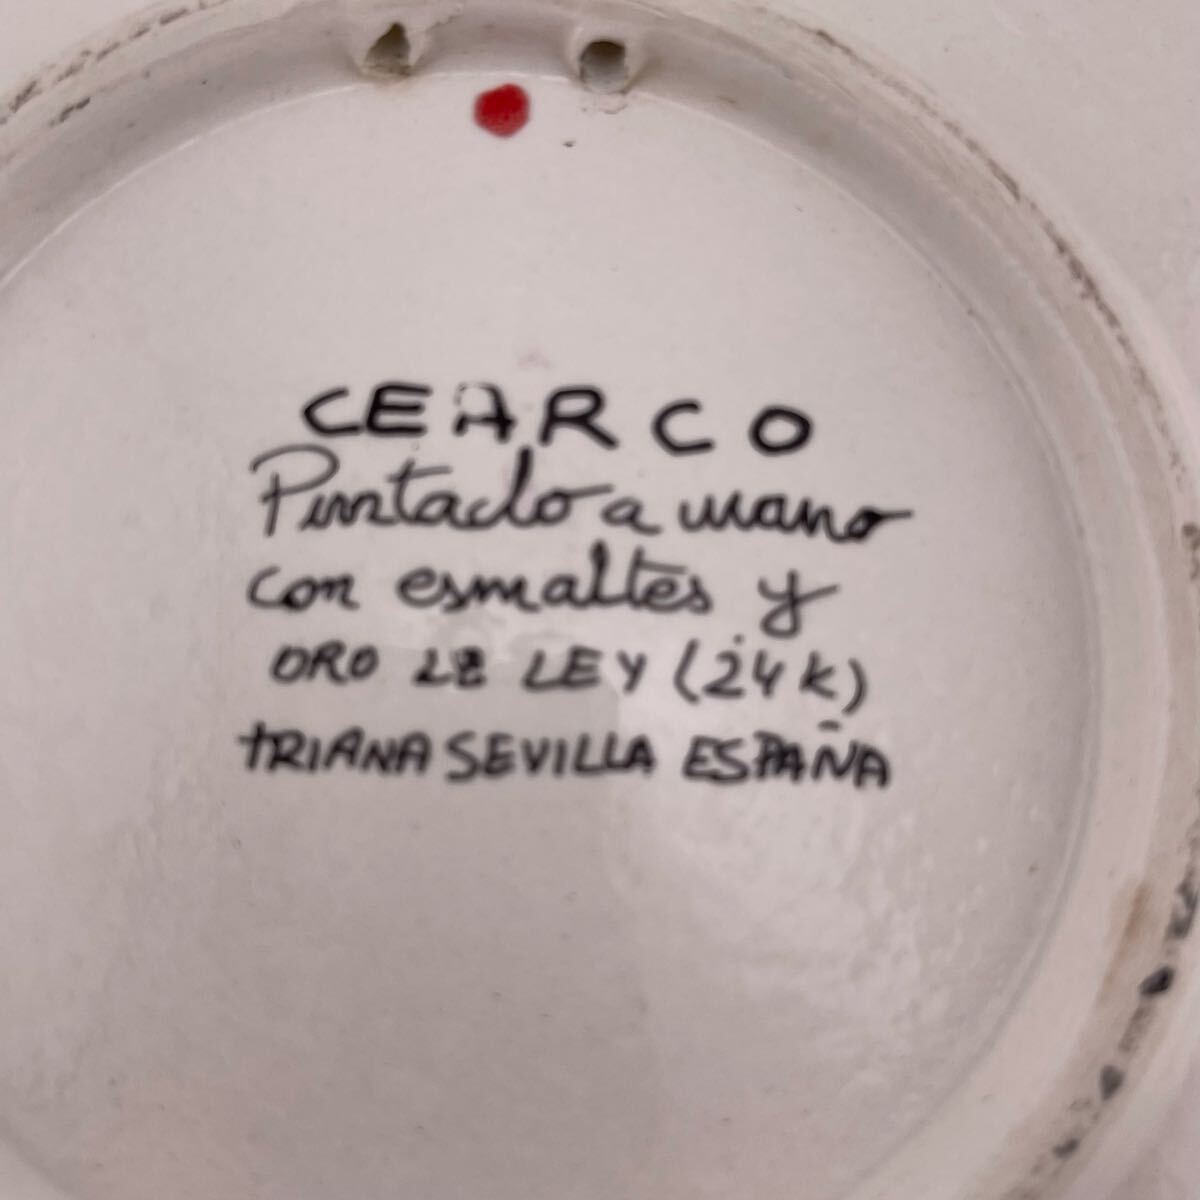 CEARCO
Pintado a mano
con esmaltes y
ORO DE LEY (24K)
TRIANA SEVILLA ESPAÑA